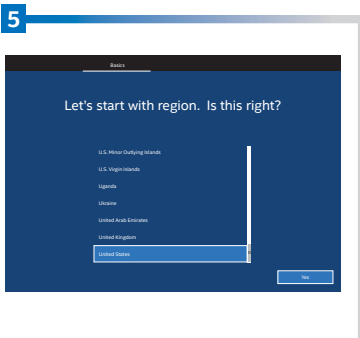 5
Basics
Let's start with region. Is this right?
U.S. Minor Outlying Islands
U.S. Virgin Islands
Uganda
Ukraine
United Arab Emirates
United Kingdom
United States
Yes